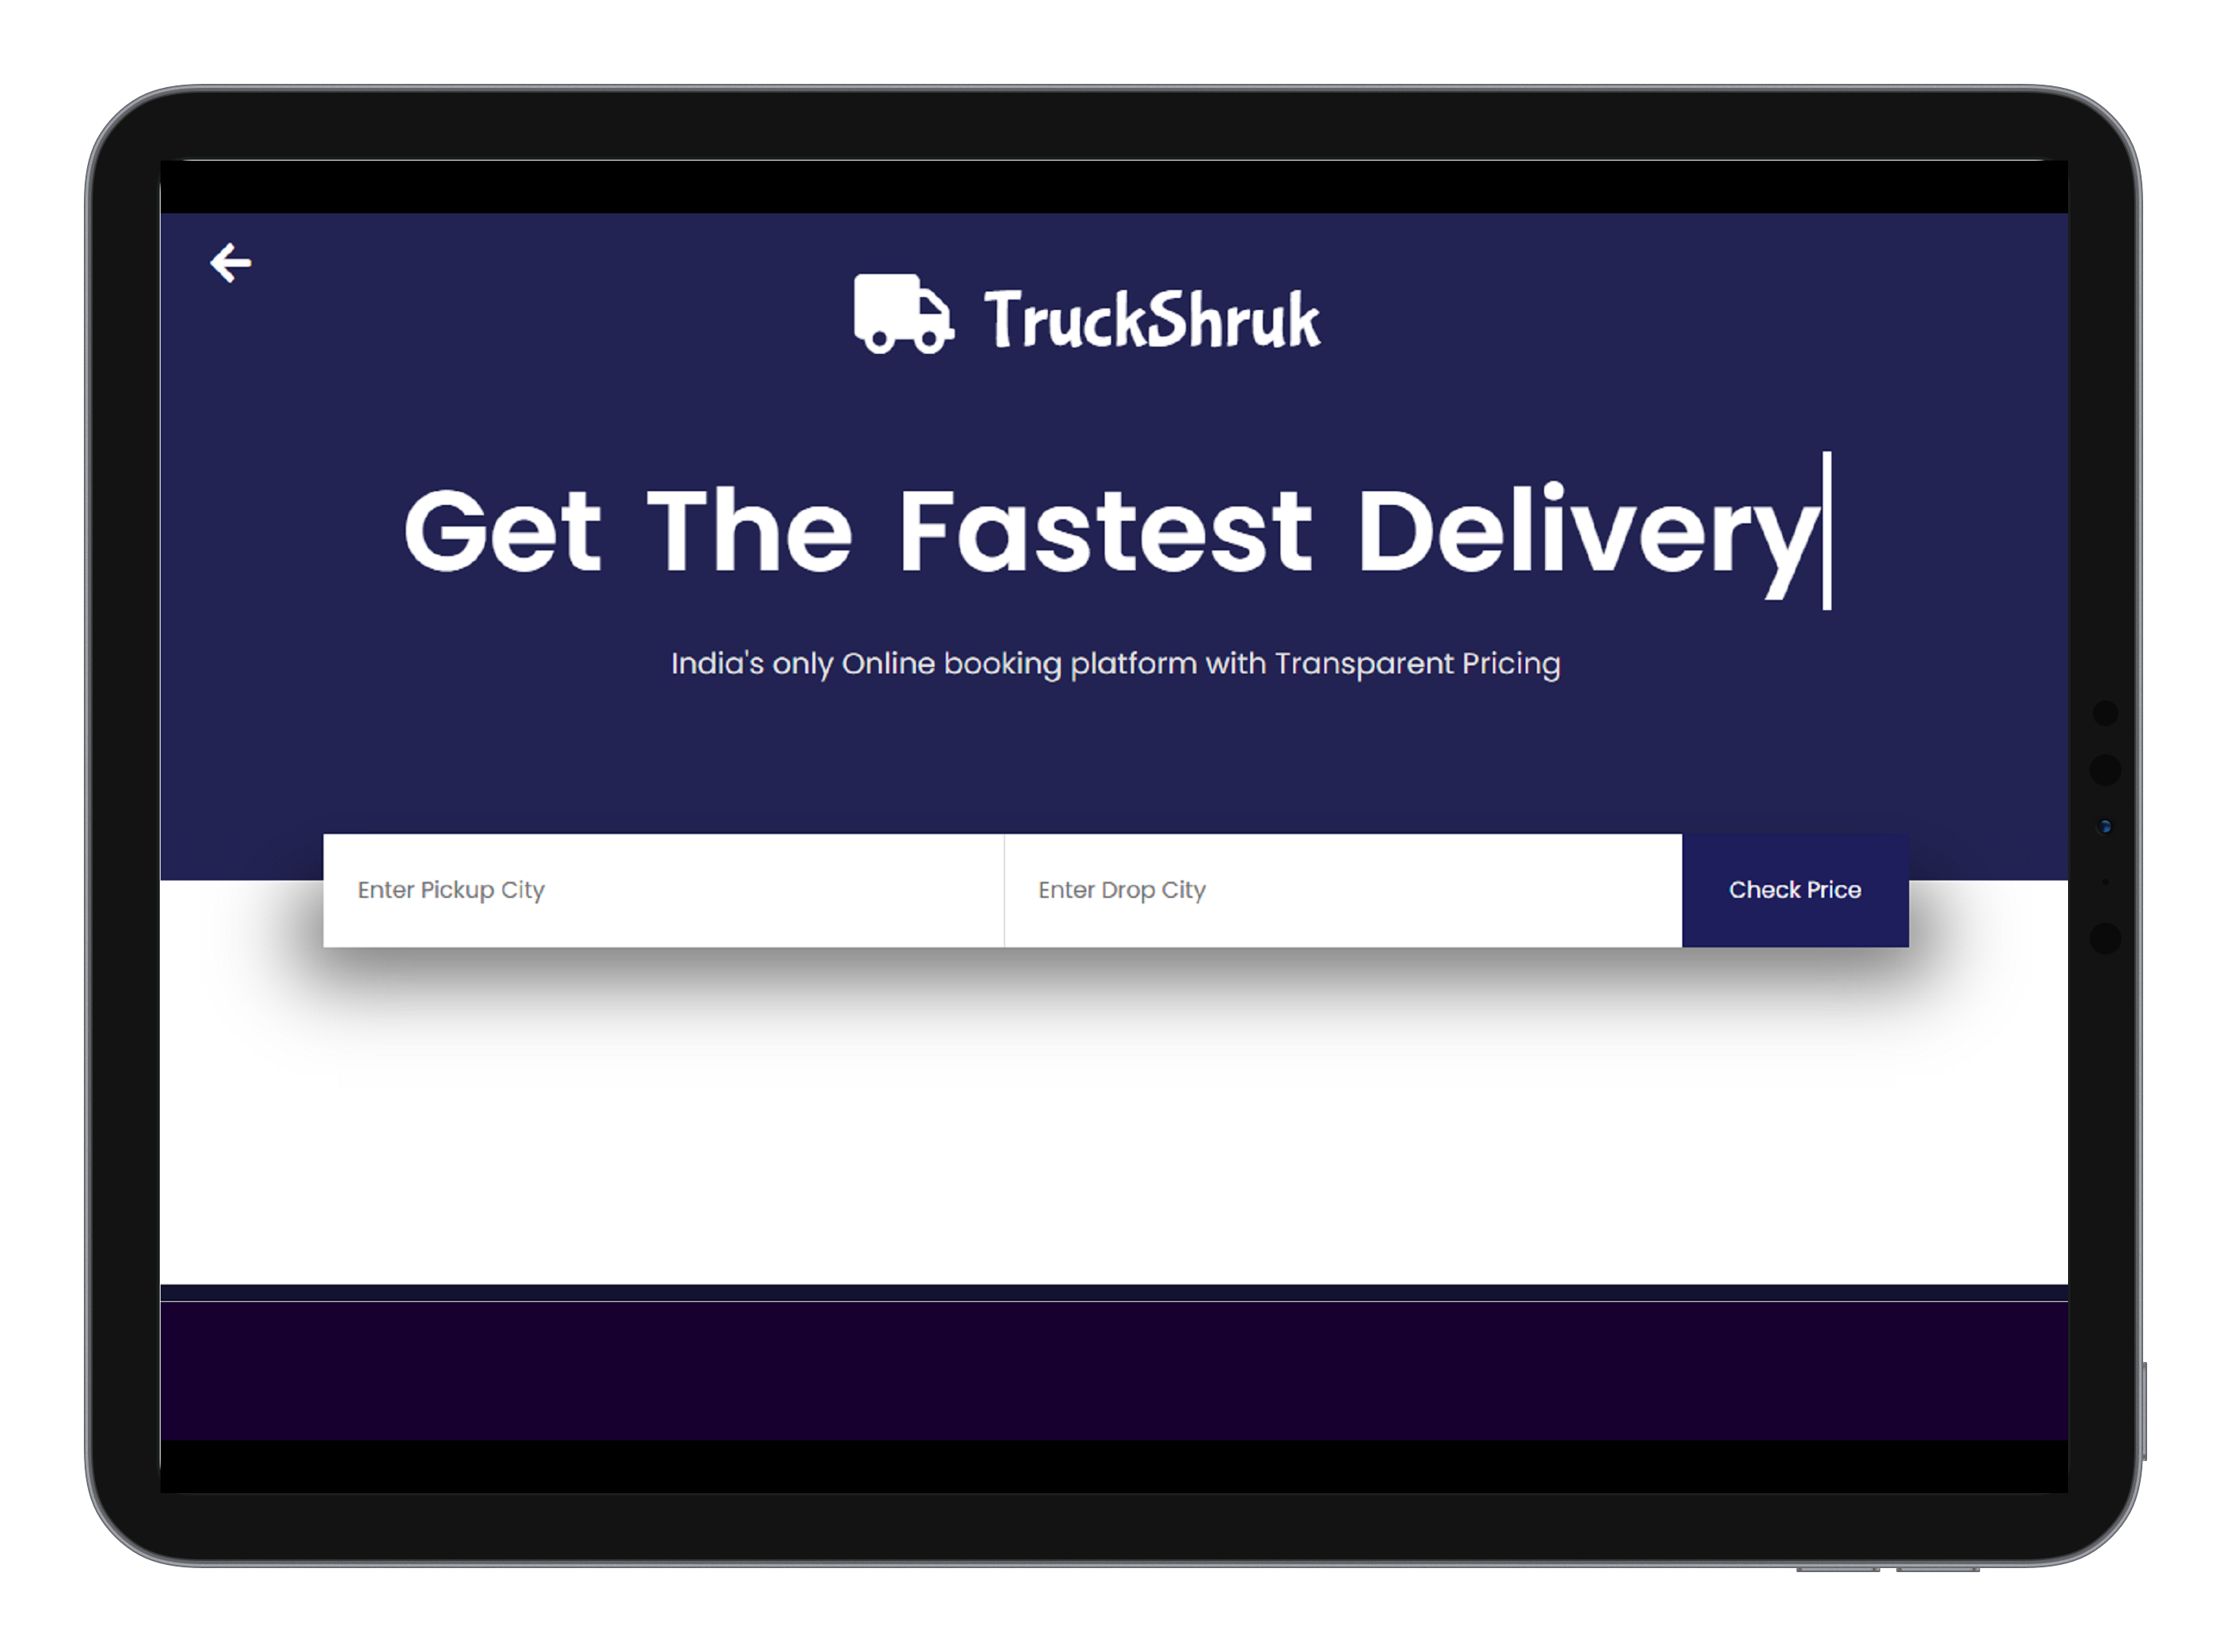 TruckShruk
Get The Fastest Delivery
India's only Online booking platform with Transparent Pricing
Enter Pickup City
Enter Drop City
Check Price